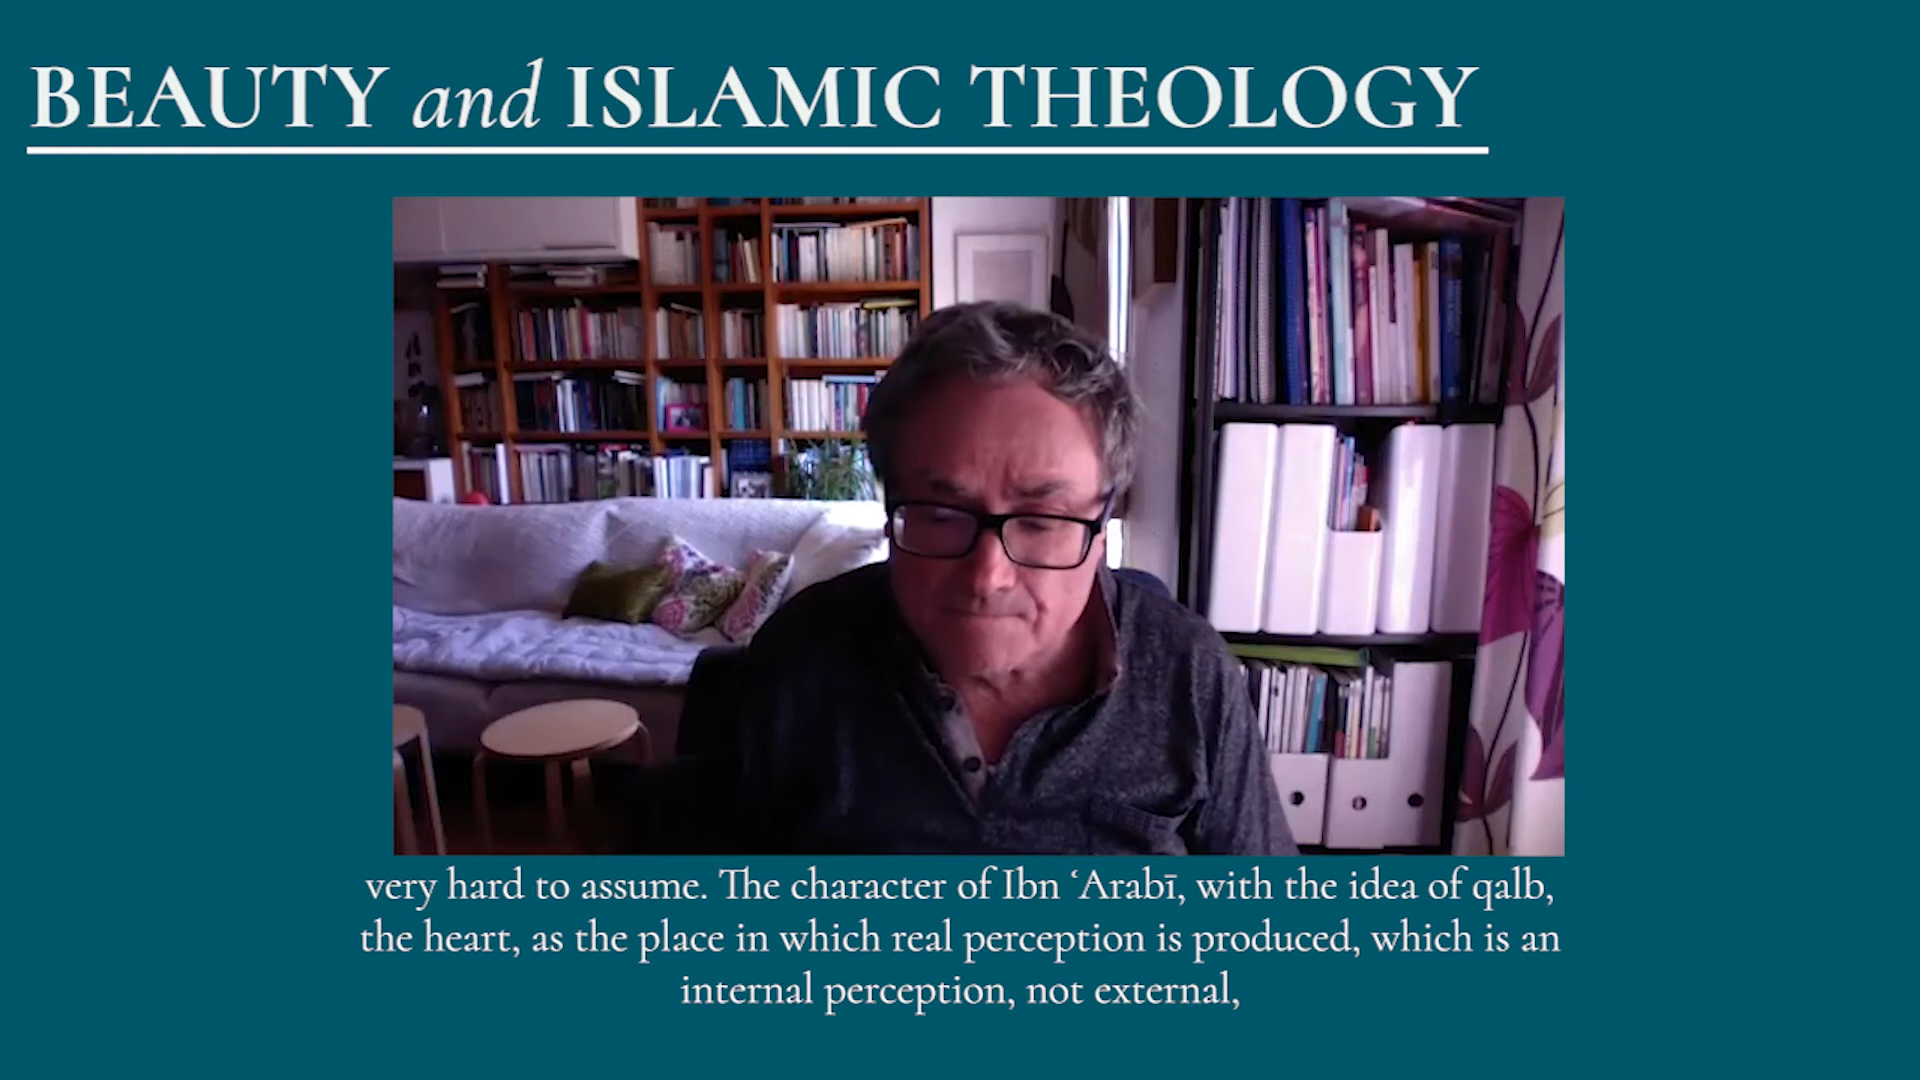 BEAUTY and ISLAMIC THEOLOGY
very hard to assume. The character of Ibn ʿArabī, with the idea of qalb,
the heart, as the place in which real perception is produced, which is an
internal perception, not external,